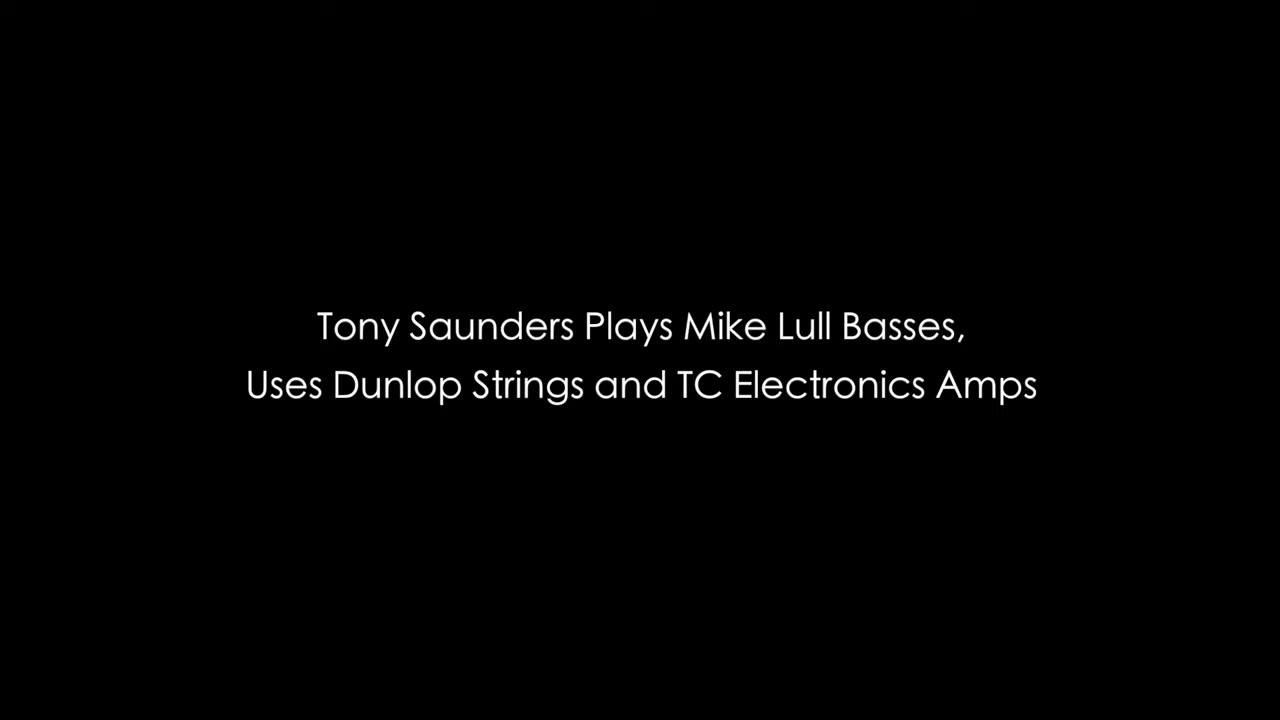 Tony Saunders Plays Mike Lull Basses,
Uses Dunlop Strings and TC Electronics Amps